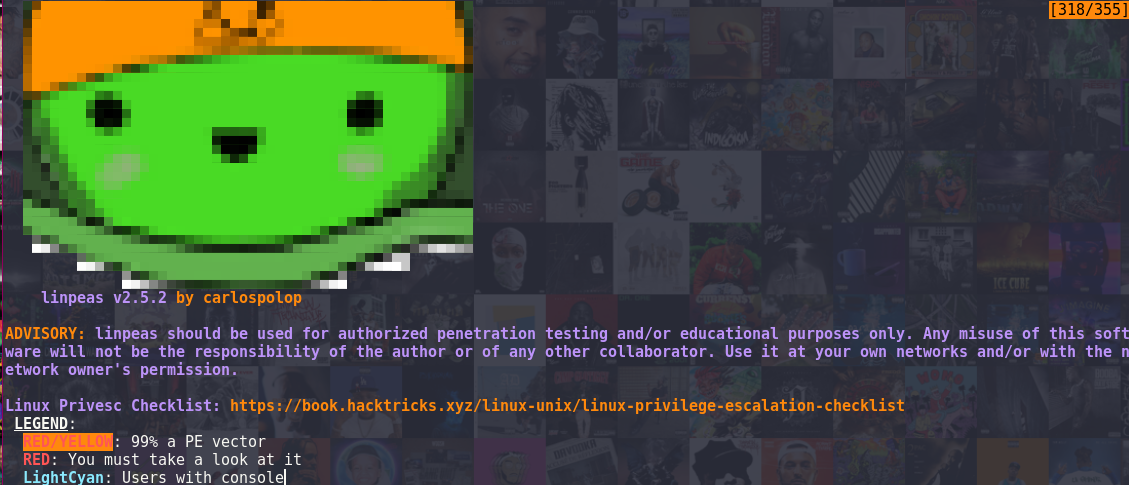 [318/355]
linpeas v2.5.2 by carlospolop
ADVISORY: linpeas should be used for authorized penetration testing and/or educational purposes only. Any misuse of this soft
ware will not be the responsibility of the author or of any other collaborator. Use it at your own networks and/or with the n
etwork owner's permission.
Linux Privesc Checklist: https://book.hacktricks.xyz/linux-unix/linux-privilege-escalation-checklist
LEGEND:
RED/YELLOW: 99% a PE vector
RED: You must take a look at it
LightCyan: Users with console